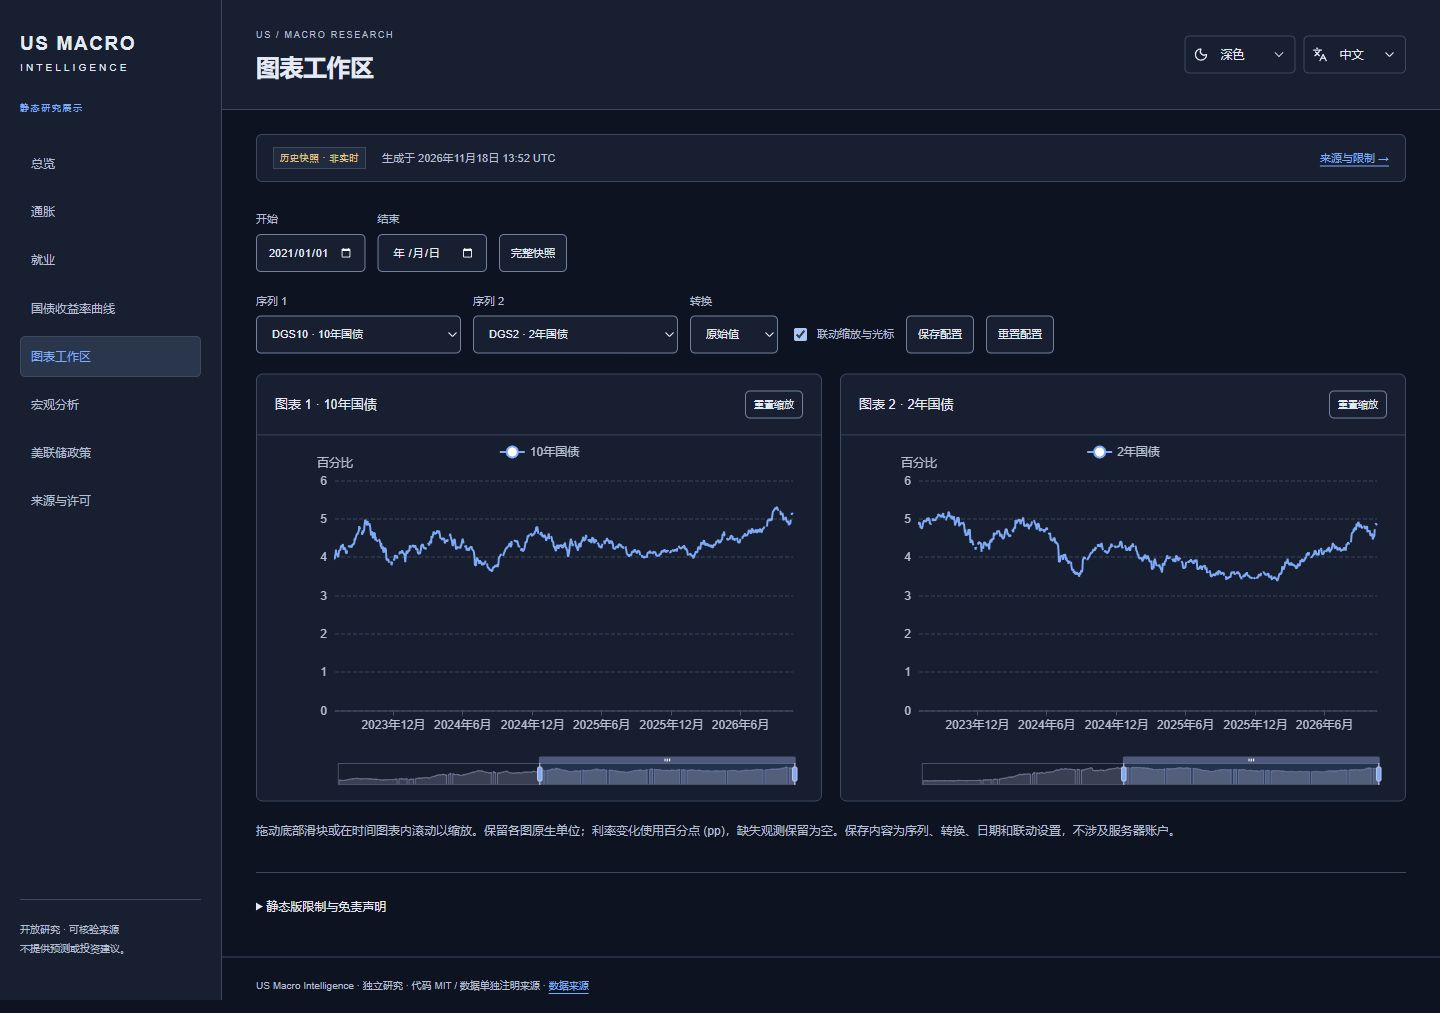 US MACRO
INTELLIGENCE
静态研究展示
总览
通胀
就业
国债收益率曲线
图表工作区
宏观分析
美联储政策
来源与许可
开放研究 · 可核验来源
不提供预测或投资建议。
US / MACRO RESEARCH
图表工作区
深色
中文
历史快照 · 非实时
生成于 2026年11月18日 13:52 UTC
来源与限制 →
开始
结束
2021/01/01
年 /月/日
完整快照
序列 1
序列 2
转换
DGS10 · 10年国债
DGS2 · 2年国债
原始值
联动缩放与光标
保存配置
重置配置
图表 1 · 10年国债
重置缩放
10年国债
百分比
6
5
4
3
2
1
0
2023年12月 2024年6月 2024年12月 2025年6月 2025年12月 2026年6月
图表 2 · 2年国债
重置缩放
2年国债
百分比
6
5
4
3
2
1
0
2023年12月 2024年6月 2024年12月 2025年6月 2025年12月 2026年6月
拖动底部滑块或在时间图表内滚动以缩放。保留各图原生单位；利率变化使用百分点 (pp)，缺失观测保留为空。保存内容为序列、转换、日期和联动设置，不涉及服务器账户。
静态版限制与免责声明
US Macro Intelligence · 独立研究 · 代码 MIT / 数据单独注明来源 · 数据来源